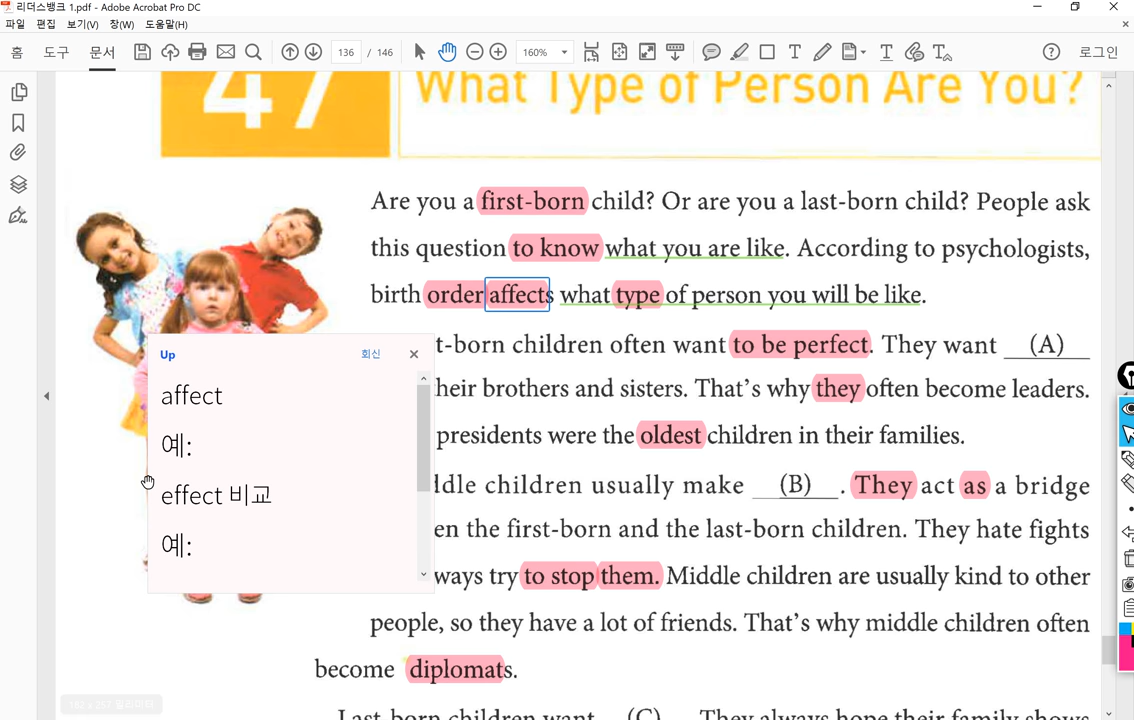 리더스뱅크 1.pdf - Adobe Acrobat Pro DC
파일 편집 보기(V) 창(W) 도움말(H)
홈 도구 문서 136 / 146 160% 로그인
47 What Type of Person Are You?
Are you a first-born child? Or are you a last-born child? People ask
this question to know what you are like. According to psychologists,
birth order affects what type of person you will be like.
t-born children often want to be perfect. They want (A)
heir brothers and sisters. That's why they often become leaders.
presidents were the oldest children in their families.
ddle children usually make (B). They act as a bridge
en the first-born and the last-born children. They hate fights
ways try to stop them. Middle children are usually kind to other
people, so they have a lot of friends. That's why middle children often
become diplomats.
Last-born children want (C) They always hope their family shows
Up 회신
affect
예:
effect 비교
예: